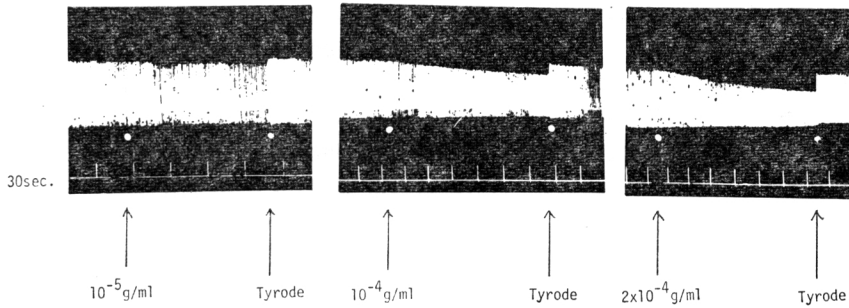 30sec.
10⁻⁵g/ml
Tyrode
10⁻⁴g/ml
Tyrode
2x10⁻⁴g/ml
Tyrode